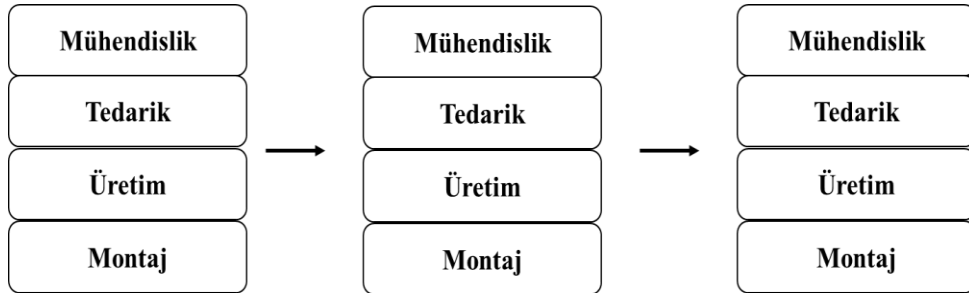 Mühendislik
Tedarik
Üretim
Montaj
Mühendislik
Tedarik
Üretim
Montaj
Mühendislik
Tedarik
Üretim
Montaj